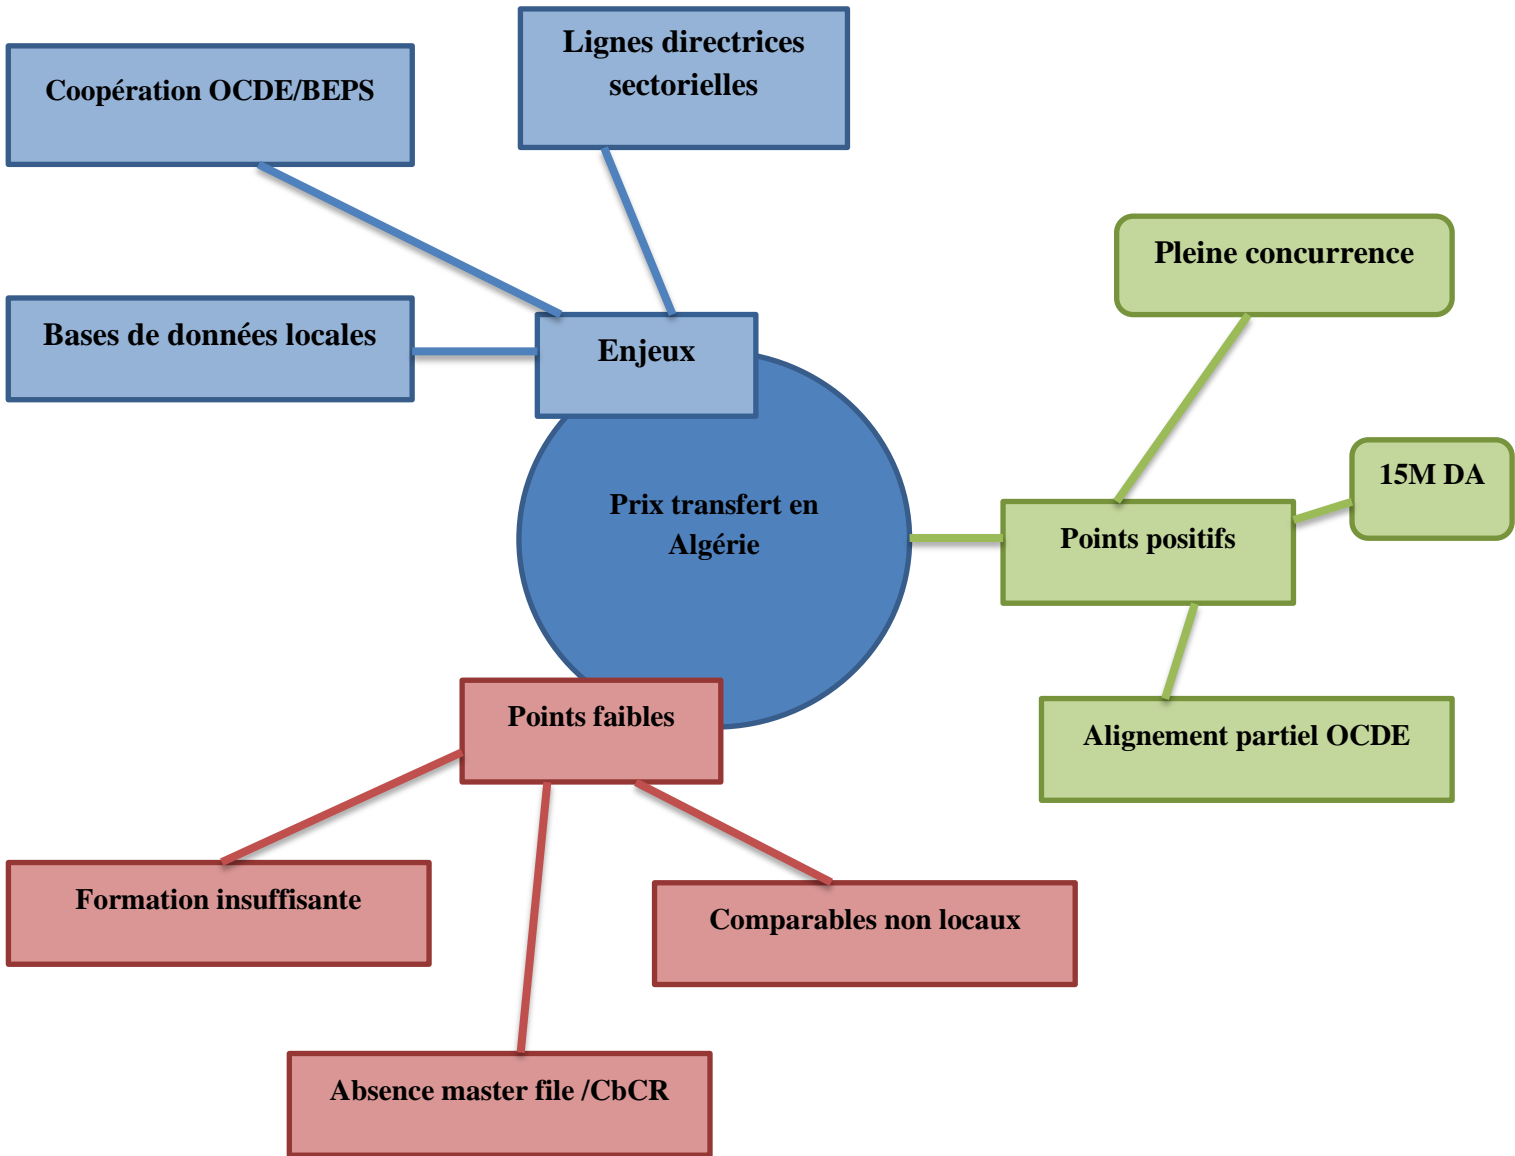 Lignes directrices
sectorielles
Coopération OCDE/BEPS
Pleine concurrence
Bases de données locales
Enjeux
15M DA
Prix transfert en
Algérie
Points positifs
Points faibles
Alignement partiel OCDE
Formation insuffisante
Comparables non locaux
Absence master file /CbCR